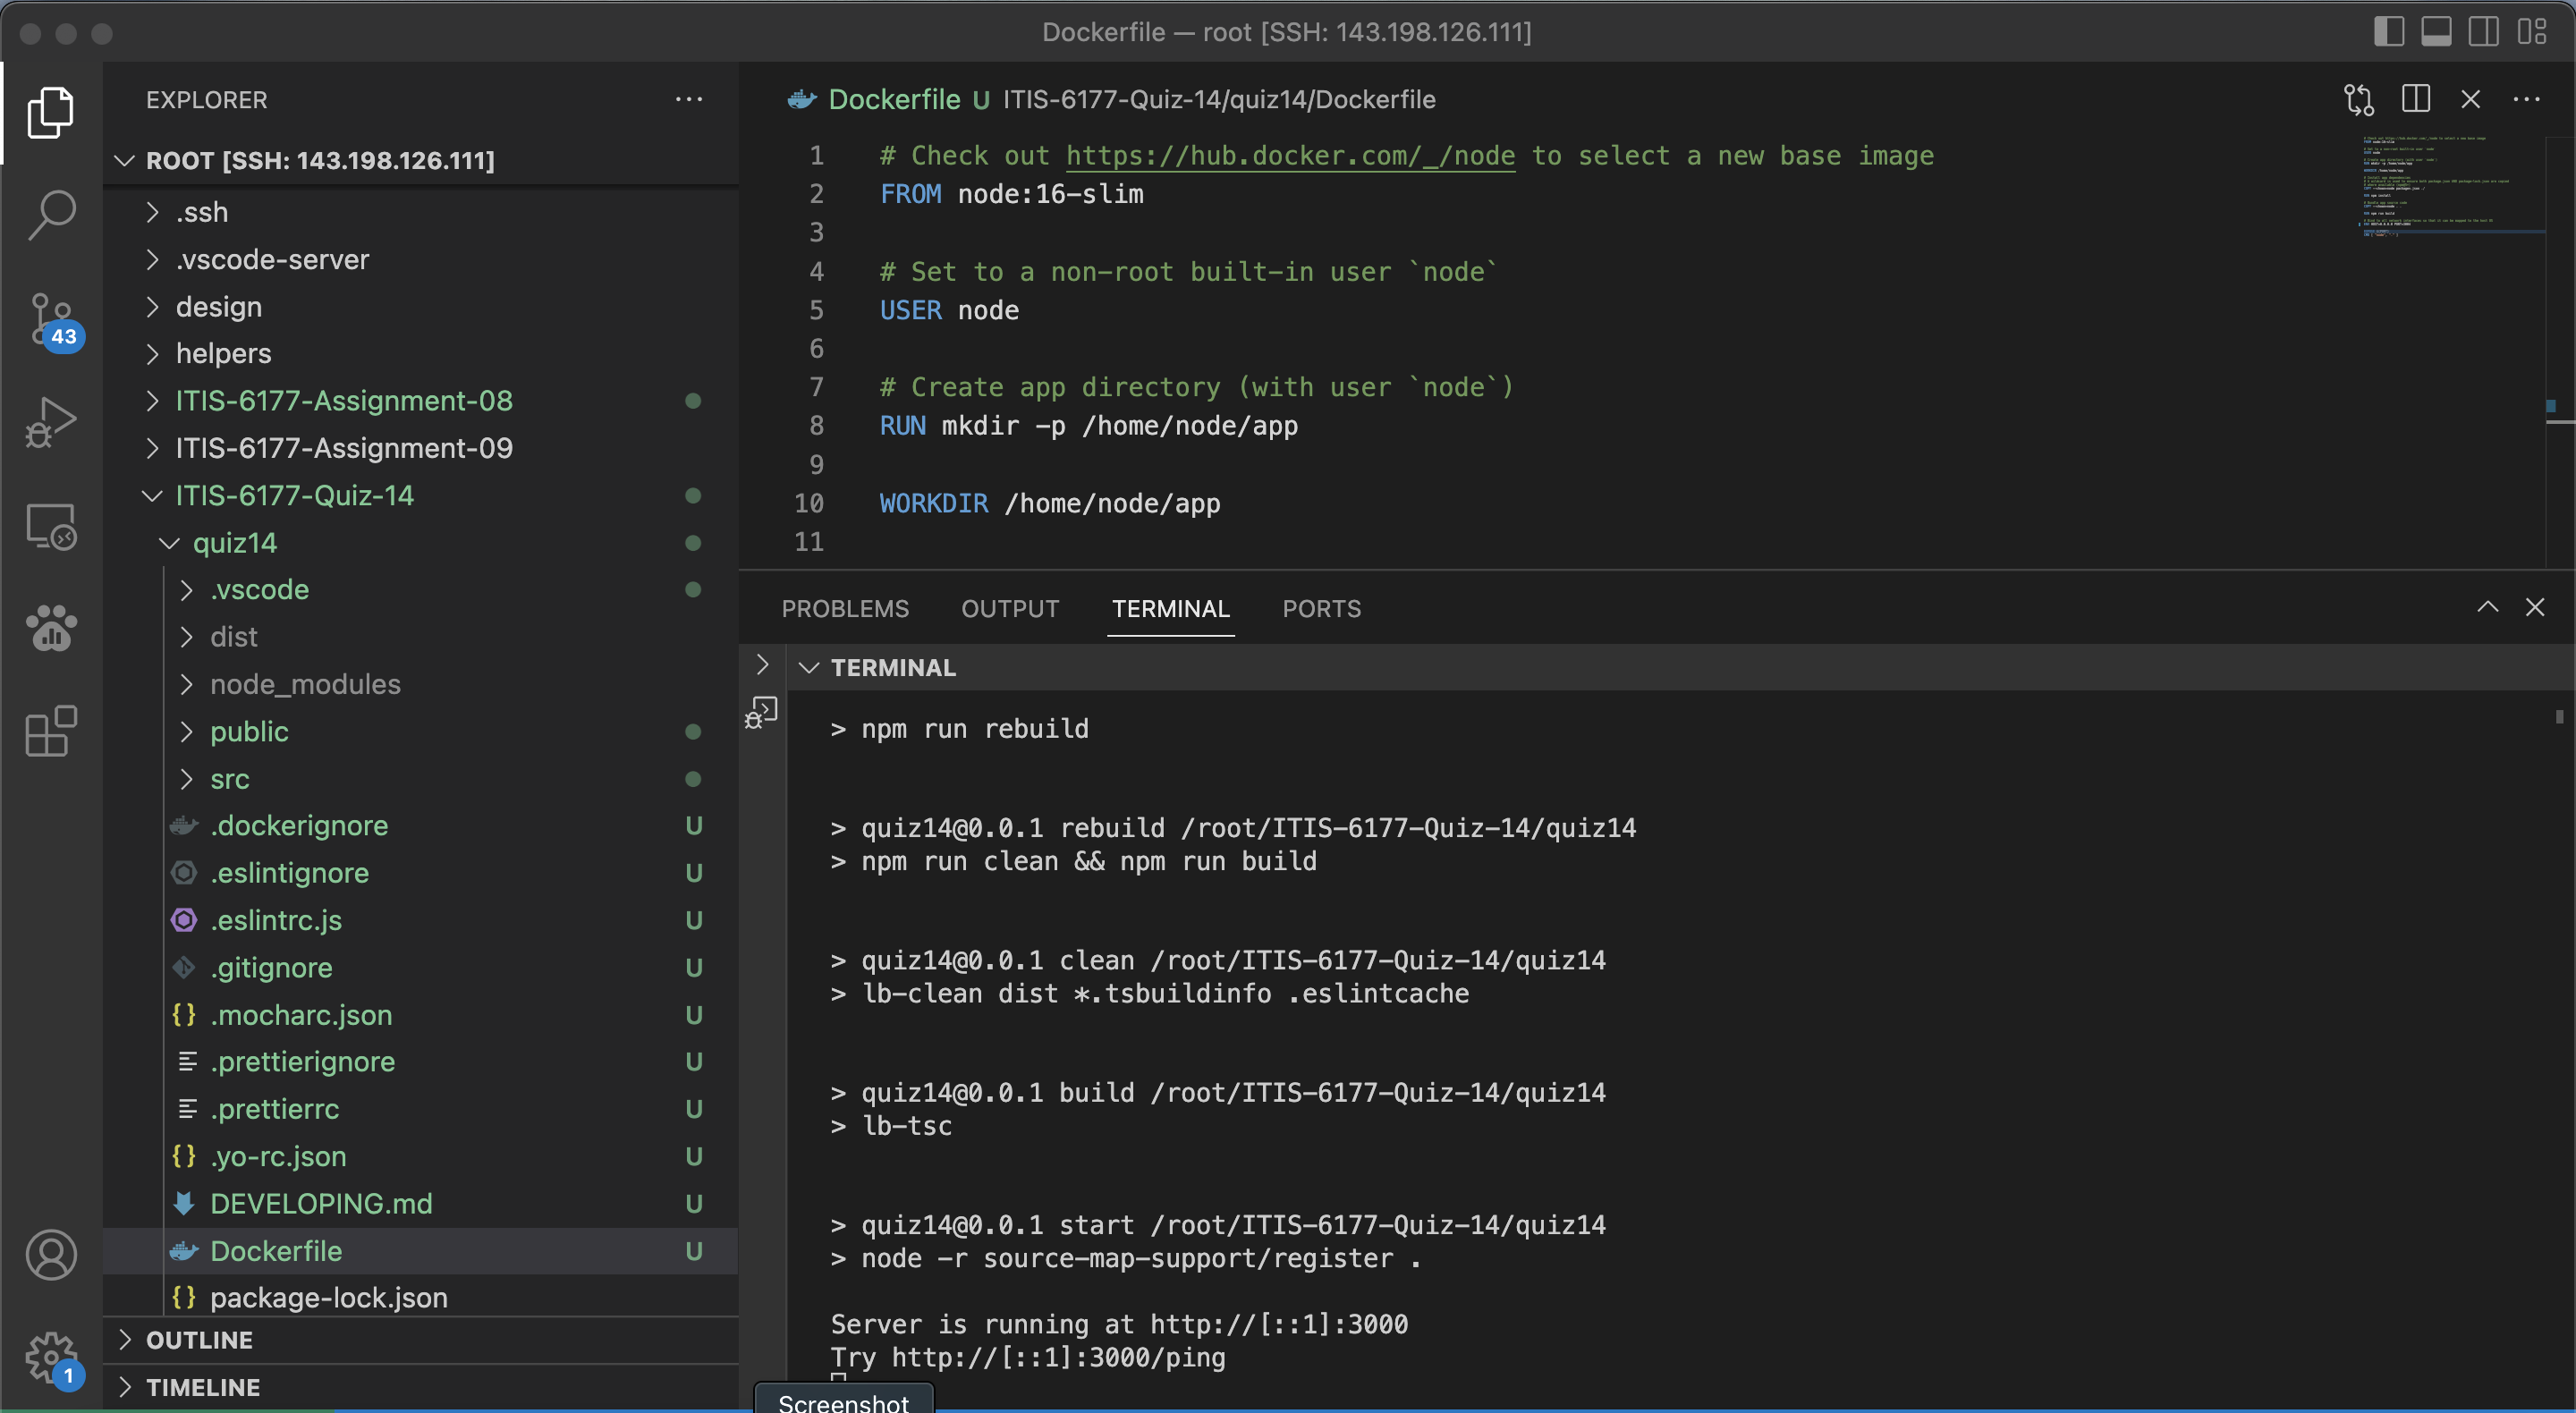 Dockerfile — root [SSH: 143.198.126.111]
EXPLORER
ROOT [SSH: 143.198.126.111]
.ssh
.vscode-server
design
helpers
ITIS-6177-Assignment-08
ITIS-6177-Assignment-09
ITIS-6177-Quiz-14
quiz14
.vscode
dist
node_modules
public
src
.dockerignore U
.eslintignore U
.eslintrc.js U
.gitignore U
{} .mocharc.json U
.prettierignore U
.prettierrc U
{} .yo-rc.json U
DEVELOPING.md U
Dockerfile U
{} package-lock.json
OUTLINE
TIMELINE
43
1
Dockerfile U ITIS-6177-Quiz-14/quiz14/Dockerfile
1 # Check out https://hub.docker.com/_/node to select a new base image
2 FROM node:16-slim
3
4 # Set to a non-root built-in user `node`
5 USER node
6
7 # Create app directory (with user `node`)
8 RUN mkdir -p /home/node/app
9
10 WORKDIR /home/node/app
11
PROBLEMS OUTPUT TERMINAL PORTS
TERMINAL
> npm run rebuild
> quiz14@0.0.1 rebuild /root/ITIS-6177-Quiz-14/quiz14
> npm run clean && npm run build
> quiz14@0.0.1 clean /root/ITIS-6177-Quiz-14/quiz14
> lb-clean dist *.tsbuildinfo .eslintcache
> quiz14@0.0.1 build /root/ITIS-6177-Quiz-14/quiz14
> lb-tsc
> quiz14@0.0.1 start /root/ITIS-6177-Quiz-14/quiz14
> node -r source-map-support/register .
Server is running at http://[::1]:3000
Try http://[::1]:3000/ping
Screenshot